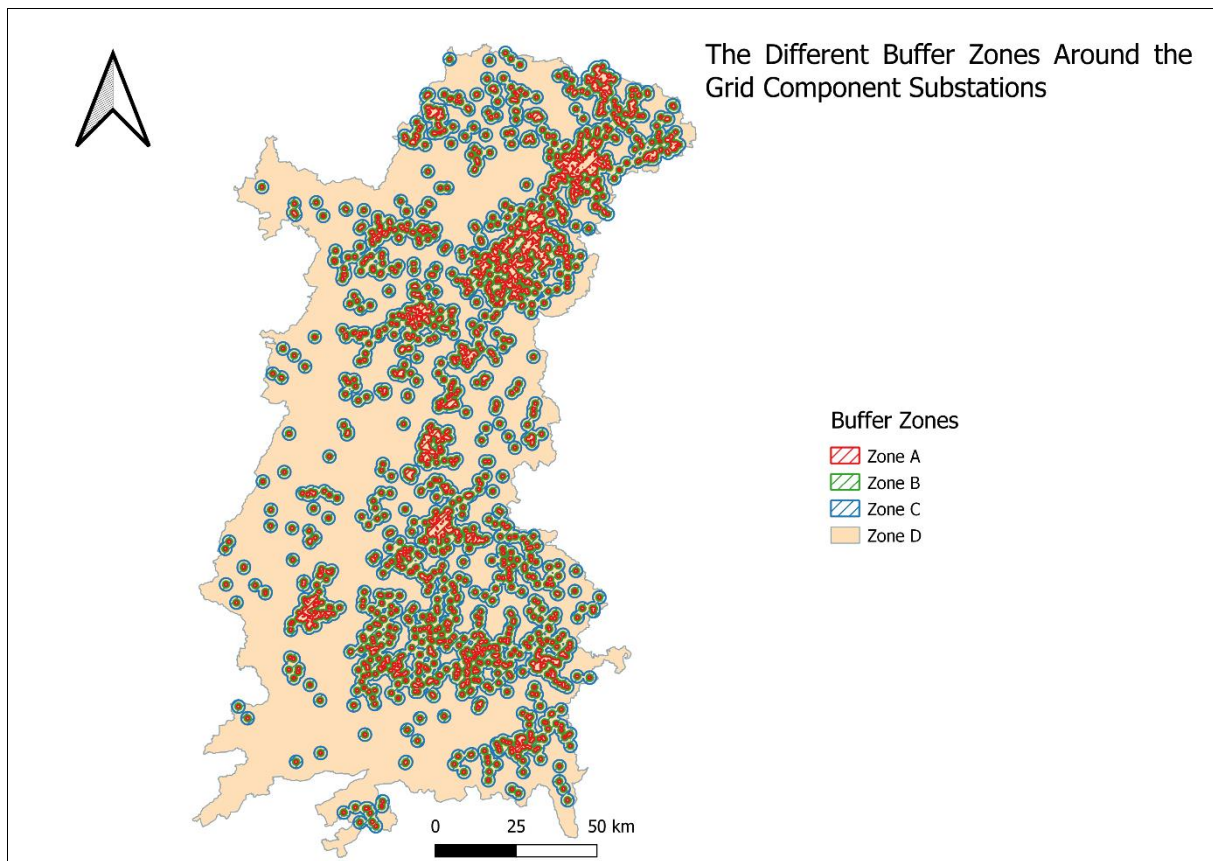 The Different Buffer Zones Around the
Grid Component Substations
Buffer Zones
Zone A
Zone B
Zone C
Zone D
0 25 50 km